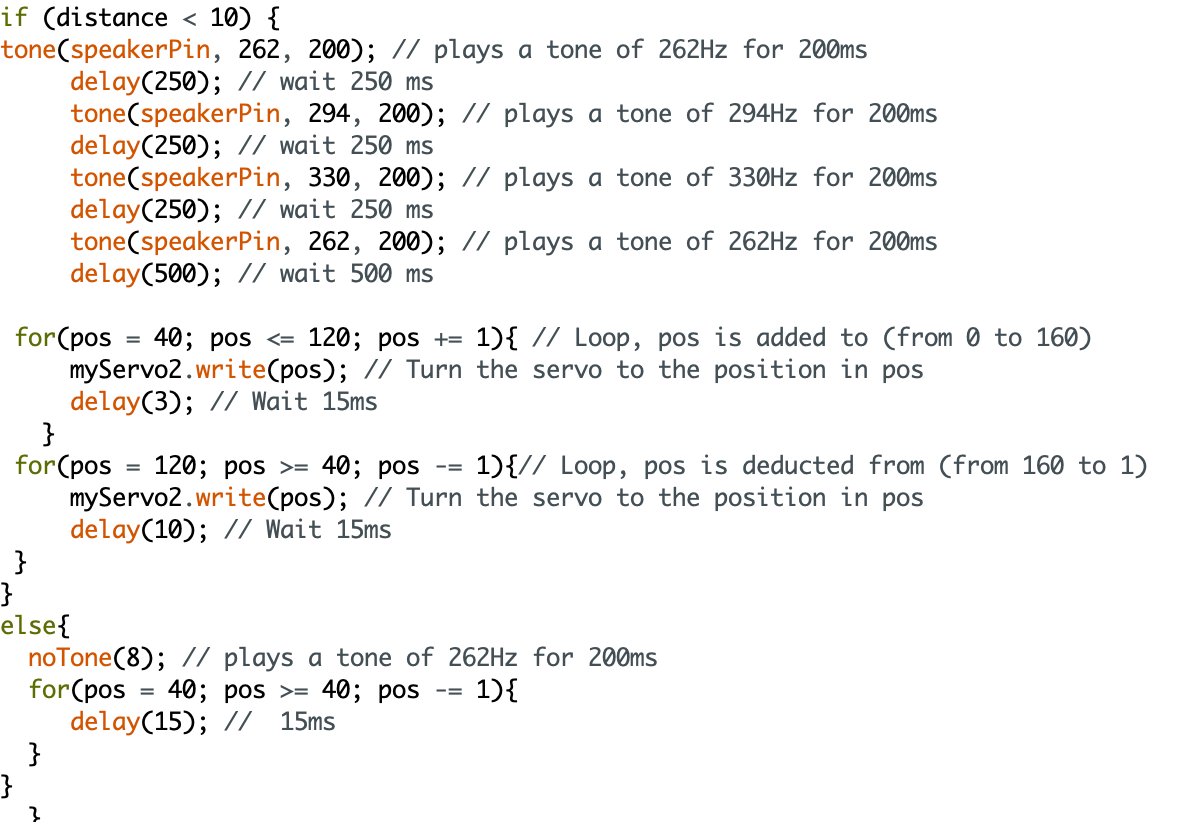 if (distance < 10) {
tone(speakerPin, 262, 200); // plays a tone of 262Hz for 200ms
delay(250); // wait 250 ms
tone(speakerPin, 294, 200); // plays a tone of 294Hz for 200ms
delay(250); // wait 250 ms
tone(speakerPin, 330, 200); // plays a tone of 330Hz for 200ms
delay(250); // wait 250 ms
tone(speakerPin, 262, 200); // plays a tone of 262Hz for 200ms
delay(500); // wait 500 ms
for(pos = 40; pos <= 120; pos += 1){ // Loop, pos is added to (from 0 to 160)
myServo2.write(pos); // Turn the servo to the position in pos
delay(3); // Wait 15ms
}
for(pos = 120; pos >= 40; pos -= 1){// Loop, pos is deducted from (from 160 to 1)
myServo2.write(pos); // Turn the servo to the position in pos
delay(10); // Wait 15ms
}
}
else{
noTone(8); // plays a tone of 262Hz for 200ms
for(pos = 40; pos >= 40; pos -= 1){
delay(15); //  15ms
}
}
}